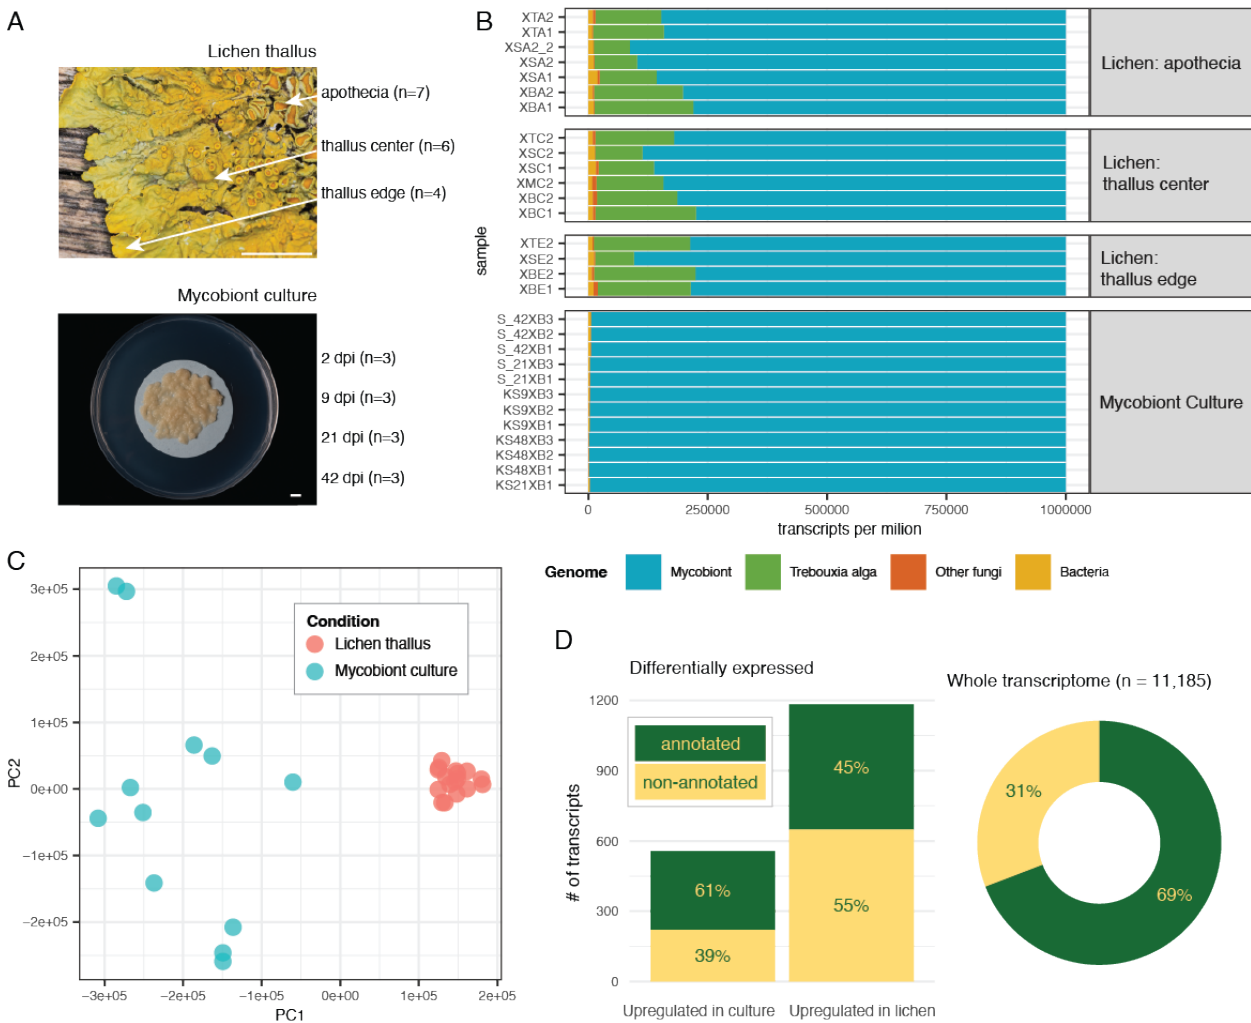 A
Lichen thallus
apothecia (n=7)
thallus center (n=6)
thallus edge (n=4)
Mycobiont culture
2 dpi (n=3)
9 dpi (n=3)
21 dpi (n=3)
42 dpi (n=3)
B
sample
XTA2
XTA1
XSA2_2
XSA2
XSA1
XBA2
XBA1
Lichen: apothecia
XTC2
XSC2
XSC1
XMC2
XBC2
XBC1
Lichen:
thallus center
XTE2
XSE2
XBE2
XBE1
Lichen:
thallus edge
S_42XB3
S_42XB2
S_42XB1
S_21XB3
S_21XB1
KS9XB3
KS9XB2
KS9XB1
KS48XB3
KS48XB2
KS48XB1
KS21XB1
Mycobiont Culture
0 250000 500000 750000 1000000
transcripts per milion
Genome Mycobiont Trebouxia alga Other fungi Bacteria
C
PC2
3e+05
2e+05
1e+05
0e+00
−1e+05
−2e+05
Condition
Lichen thallus
Mycobiont culture
−3e+05 −2e+05 −1e+05 0e+00 1e+05 2e+05
PC1
D
Differentially expressed
# of transcripts
1200
900
600
300
0
annotated
non-annotated
61%
39%
45%
55%
Upregulated in culture Upregulated in lichen
Whole transcriptome (n = 11,185)
31%
69%